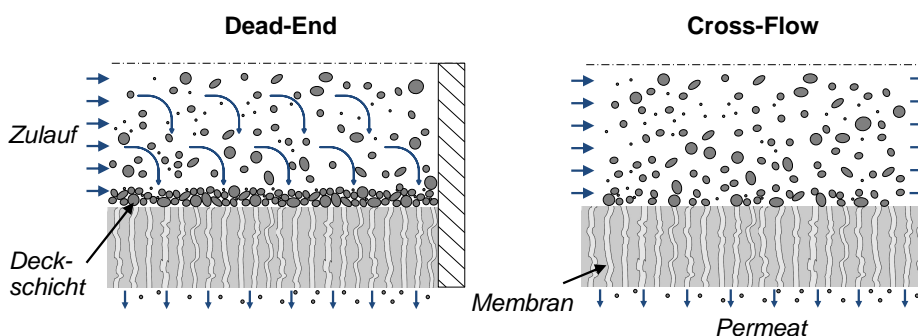 Dead-End
Cross-Flow
Zulauf
Deck-
schicht
Membran
Permeat